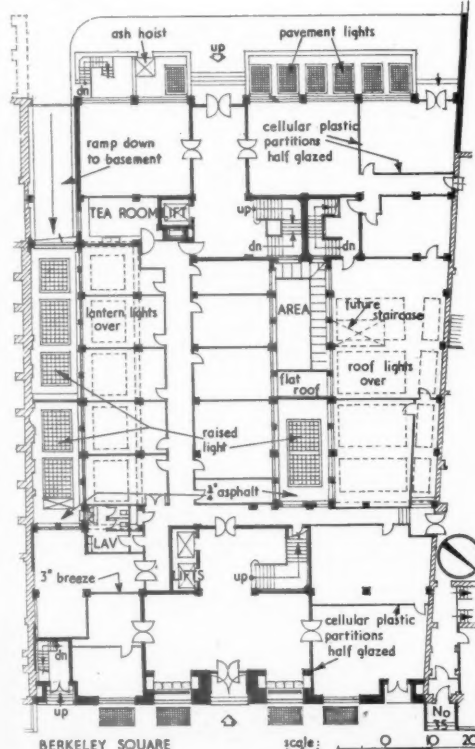 ash hoist
up
pavement lights
dn
ramp down
to basement
cellular plastic
partitions
half glazed
TEA ROOM
LIFT
up
dn
dn
lantern lights
over
AREA
future
staircase
flat
roof
roof lights
over
raised
light
asphalt
LAV
3" breeze
LIFTS
up
cellular plastic
partitions
half glazed
dn
up
No
35
BERKELEY SQUARE
scale:
0 10 20